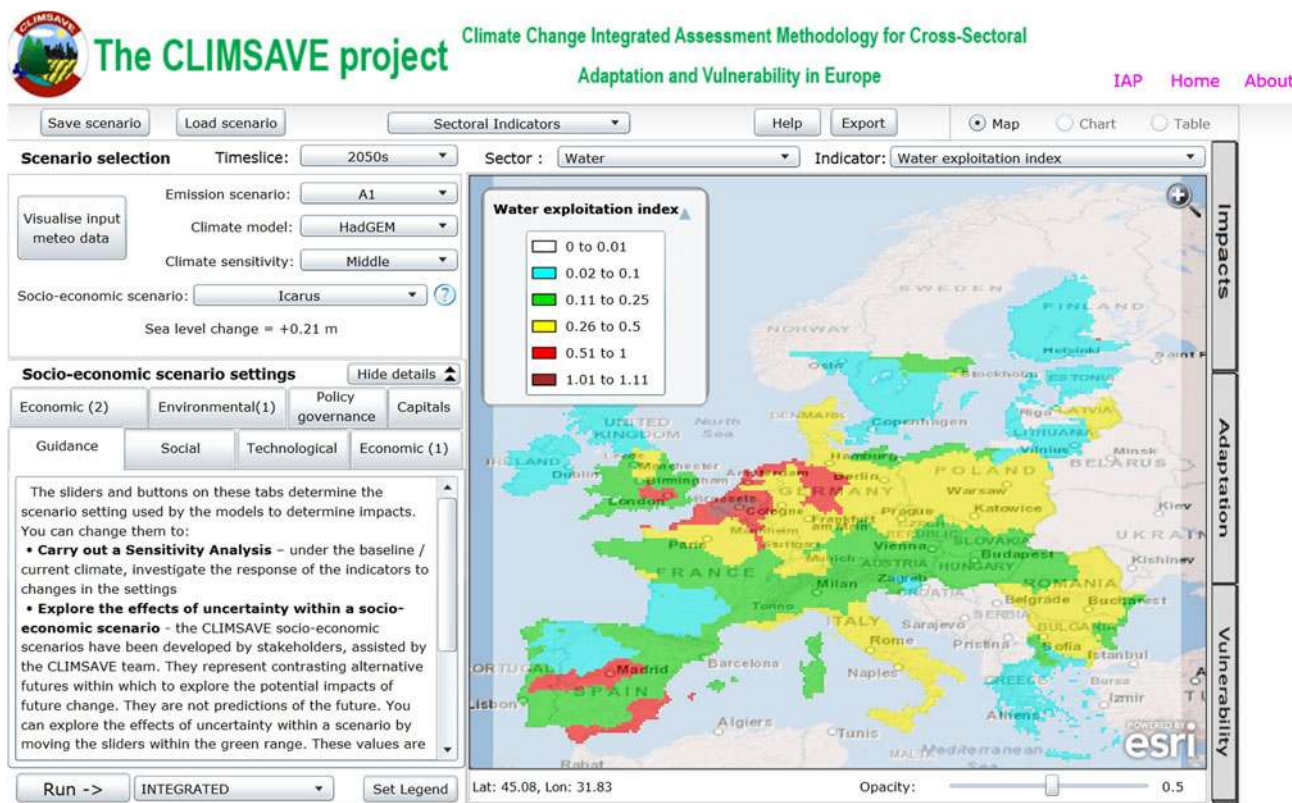 CLIMSAVE
The CLIMSAVE project
Climate Change Integrated Assessment Methodology for Cross-Sectoral
Adaptation and Vulnerability in Europe
IAP Home About
Save scenario Load scenario Sectoral Indicators Help Export Map Chart Table
Scenario selection Timeslice: 2050s Sector : Water Indicator: Water exploitation index
Visualise input
meteo data
Emission scenario: A1
Climate model: HadGEM
Climate sensitivity: Middle
Socio-economic scenario: Icarus ?
Sea level change = +0.21 m
Socio-economic scenario settings Hide details
Economic (2) Environmental(1) Policy governance Capitals
Guidance Social Technological Economic (1)
The sliders and buttons on these tabs determine the
scenario setting used by the models to determine impacts.
You can change them to:
• Carry out a Sensitivity Analysis – under the baseline /
current climate, investigate the response of the indicators to
changes in the settings
• Explore the effects of uncertainty within a socio-
economic scenario - the CLIMSAVE socio-economic
scenarios have been developed by stakeholders, assisted by
the CLIMSAVE team. They represent contrasting alternative
futures within which to explore the potential impacts of
future change. They are not predictions of the future. You
can explore the effects of uncertainty within a scenario by
moving the sliders within the green range. These values are
Run -> INTEGRATED Set Legend
Water exploitation index
0 to 0.01
0.02 to 0.1
0.11 to 0.25
0.26 to 0.5
0.51 to 1
1.01 to 1.11
SWEDEN
FINLAND
NORWAY
Helsinki
Oslo
Stockholm
ESTONIA
Riga LATVIA
DENMARK
Copenhagen
LITHUANIA
Vilnius
Minsk
BELARUS
UNITED
KINGDOM
North
Sea
IRELAND
Dublin
Leeds
Manchester
Birmingham
London
Hamburg
Berlin
POLAND
Warsaw
GERMANY
Brussels
Cologne
Frankfurt
am Main
Prague
Katowice
Kiev
Paris
Mannheim
Stuttgart
Munich
Vienna
SLOVAKIA
AUSTRIA
HUNGARY
Budapest
Kishinev
FRANCE
Milan
Zagreb
CROATIA
ROMANIA
Belgrade
Bucharest
Torino
ITALY
Sarajevo
SERBIA
BULGARIA
Pristina
Sofia
Istanbul
Rome
Naples
Barcelona
Madrid
SPAIN
Lisbon
GREECE
Athens
Bursa
Izmir
Algiers
Tunis
MALTA
Mediterranean
Sea
Rabat
POWERED BY
esri
Lat: 45.08, Lon: 31.83 Opacity: 0.5
Impacts
Adaptation
Vulnerability